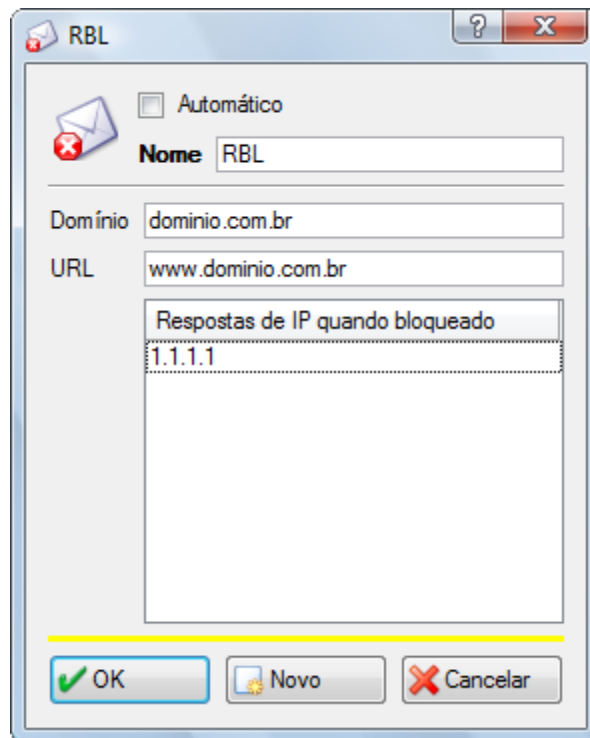 RBL
Automático
Nome RBL
Domínio dominio.com.br
URL www.dominio.com.br
Respostas de IP quando bloqueado
1.1.1.1
OK Novo Cancelar